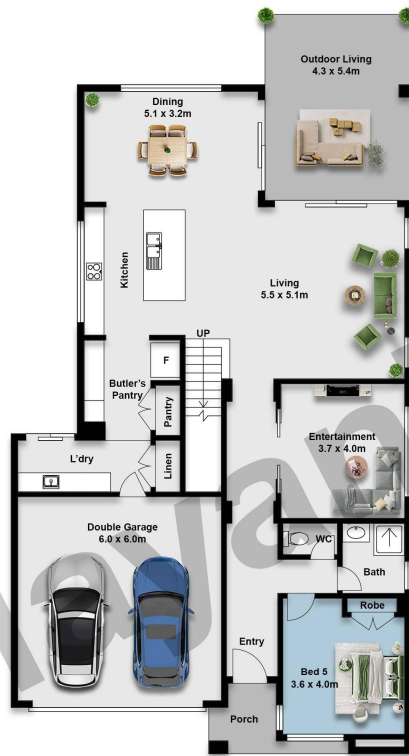 Outdoor Living
4.3 x 5.4m
Dining
5.1 x 3.2m
Kitchen
Living
5.5 x 5.1m
UP
F
Butler's
Pantry
Pantry
Entertainment
3.7 x 4.0m
L'dry
Linen
Double Garage
6.0 x 6.0m
WC
Bath
Robe
Entry
Bed 5
3.6 x 4.0m
Porch